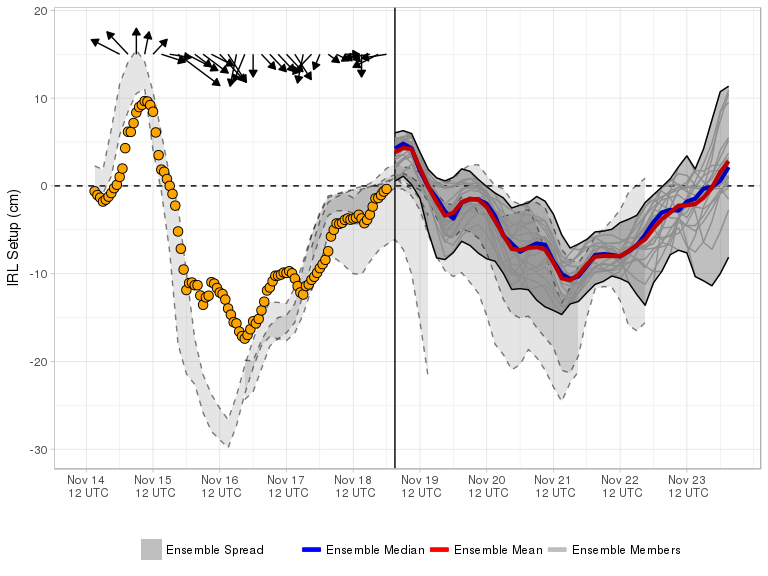 IRL Setup (cm)
20
10
0
-10
-20
-30
Nov 14 Nov 15 Nov 16 Nov 17 Nov 18 Nov 19 Nov 20 Nov 21 Nov 22 Nov 23
12 UTC 12 UTC 12 UTC 12 UTC 12 UTC 12 UTC 12 UTC 12 UTC 12 UTC 12 UTC
Ensemble Spread Ensemble Median Ensemble Mean Ensemble Members